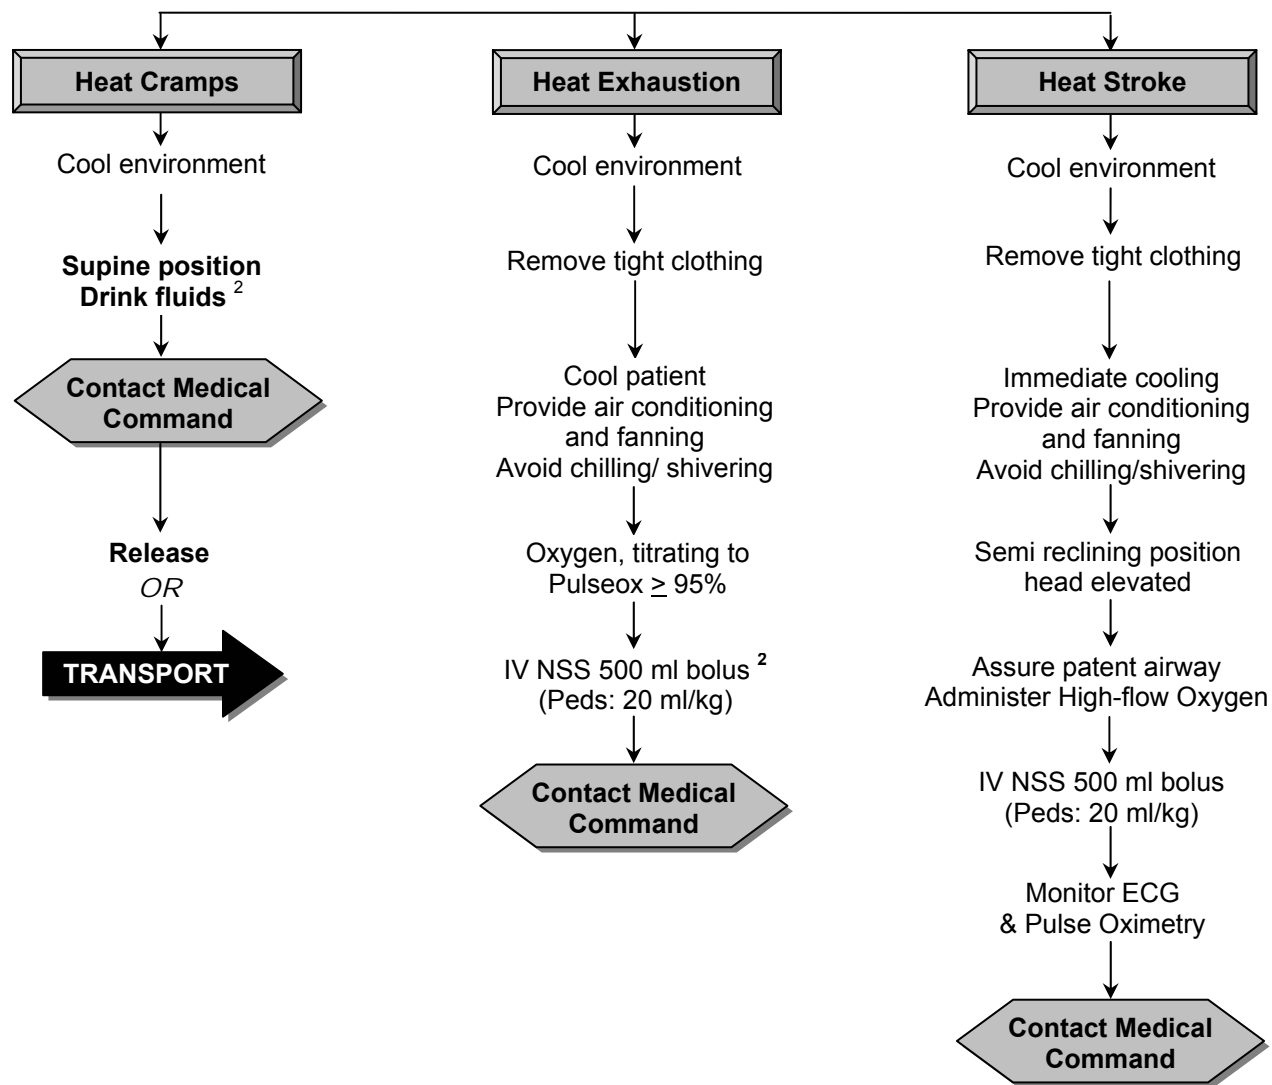 Heat Cramps
Cool environment
Supine position
Drink fluids 2
Contact Medical
Command
Release
OR
TRANSPORT
Heat Exhaustion
Cool environment
Remove tight clothing
Cool patient
Provide air conditioning
and fanning
Avoid chilling/ shivering
Oxygen, titrating to
Pulseox ≥ 95%
IV NSS 500 ml bolus 2
(Peds: 20 ml/kg)
Contact Medical
Command
Heat Stroke
Cool environment
Remove tight clothing
Immediate cooling
Provide air conditioning
and fanning
Avoid chilling/shivering
Semi reclining position
head elevated
Assure patent airway
Administer High-flow Oxygen
IV NSS 500 ml bolus
(Peds: 20 ml/kg)
Monitor ECG
& Pulse Oximetry
Contact Medical
Command